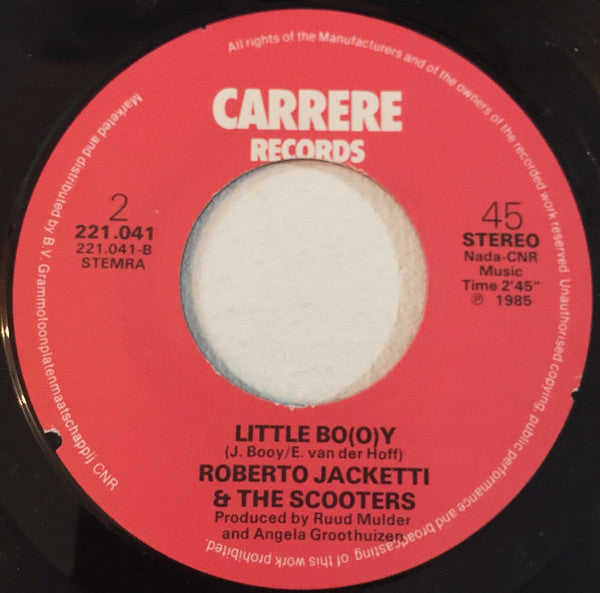 All rights of the Manufacturers and of the owners of the recorded work reserved. Unauthorised copying, public performance and broadcasting of this work prohibited.
Marketed and distributed by B.V. Grammofoonplatenmaatschappij CNR
CARRERE
RECORDS
2
221.041
221.041-B
STEMRA
45
STEREO
Nada-CNR
Music
Time 2'45"
℗ 1985
LITTLE BO(O)Y
(J. Booy/E. van der Hoff)
ROBERTO JACKETTI
& THE SCOOTERS
Produced by Ruud Mulder
and Angela Groothuizen